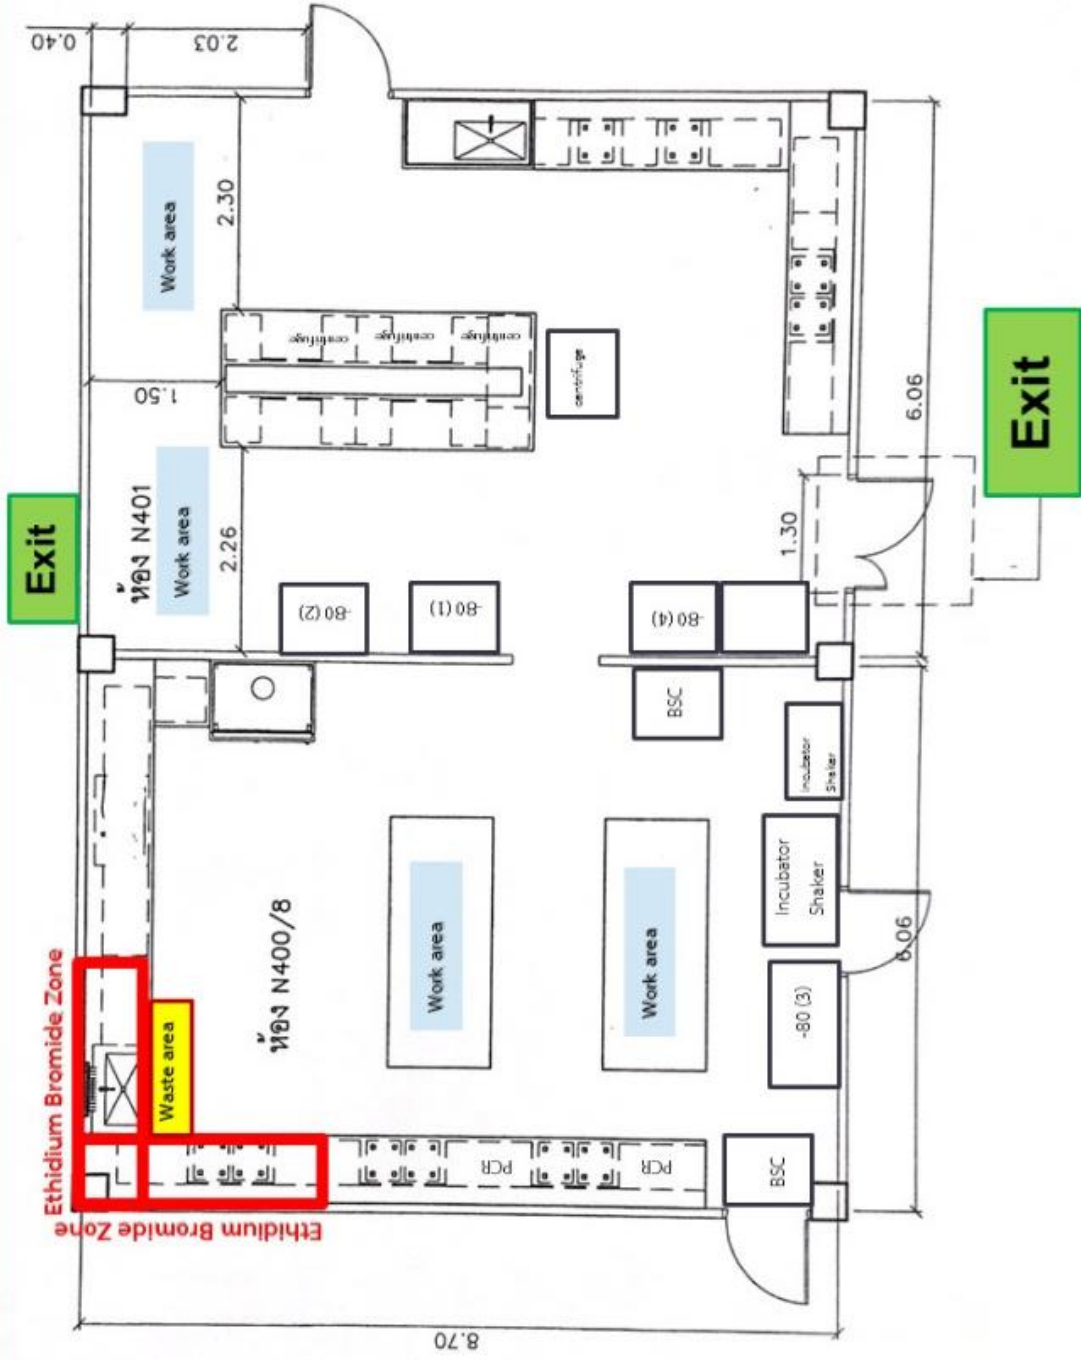 0.40
2.03
Work area
2.30
centrifuge
centrifuge
centrifuge
centrifuge
1.50
6.06
Exit
Exit
ห้อง N401
Work area
2.26
1.30
-80 (2)
-80 (1)
-80 (4)
BSC
Incubator
Shaker
Incubator
Shaker
Work area
Work area
ห้อง N400/8
Ethidium Bromide Zone
Waste area
-80 (3)
6.06
Ethidium Bromide Zone
PCR
PCR
BSC
8.70